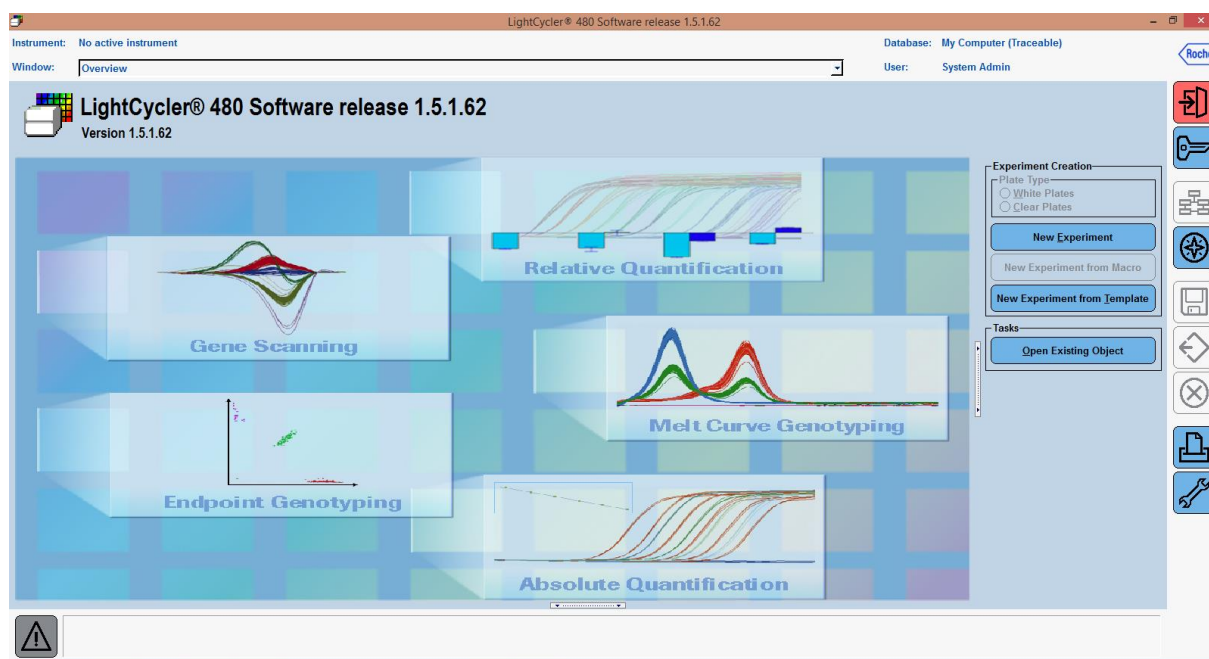 LightCycler® 480 Software release 1.5.1.62
Instrument: No active instrument
Database: My Computer (Traceable)
Window: Overview
User: System Admin
LightCycler® 480 Software release 1.5.1.62
Version 1.5.1.62
Relative Quantification
Gene Scanning
Melt Curve Genotyping
Endpoint Genotyping
Absolute Quantification
Experiment Creation
Plate Type
White Plates
Clear Plates
New Experiment
New Experiment from Macro
New Experiment from Template
Tasks
Open Existing Object